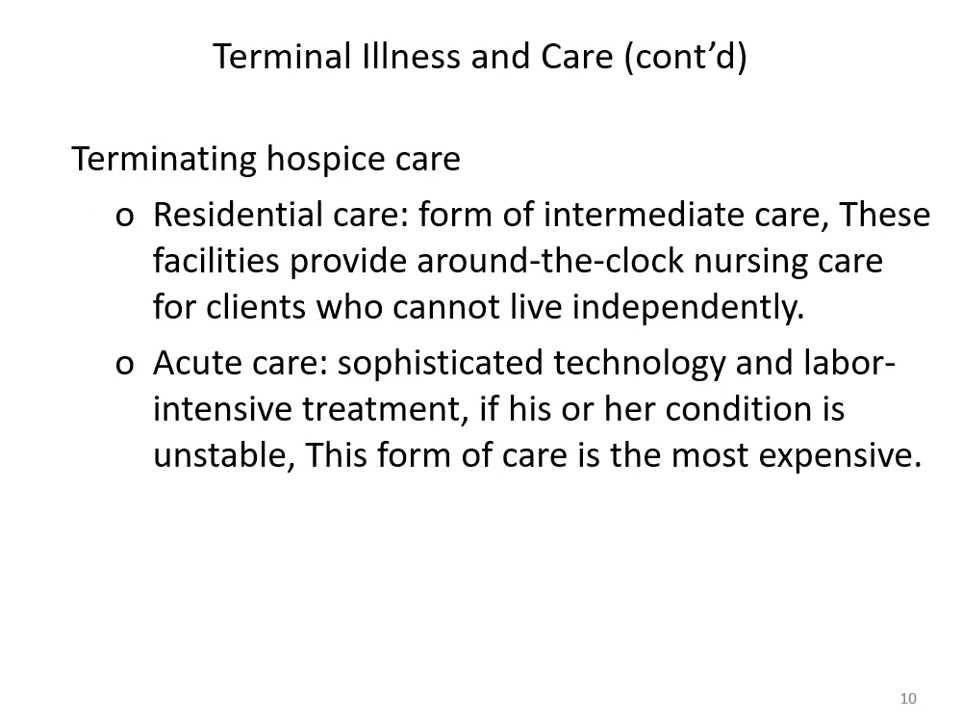 Terminal Illness and Care (cont’d)
Terminating hospice care
o Residential care: form of intermediate care, These
facilities provide around-the-clock nursing care
for clients who cannot live independently.
o Acute care: sophisticated technology and labor-
intensive treatment, if his or her condition is
unstable, This form of care is the most expensive.
10